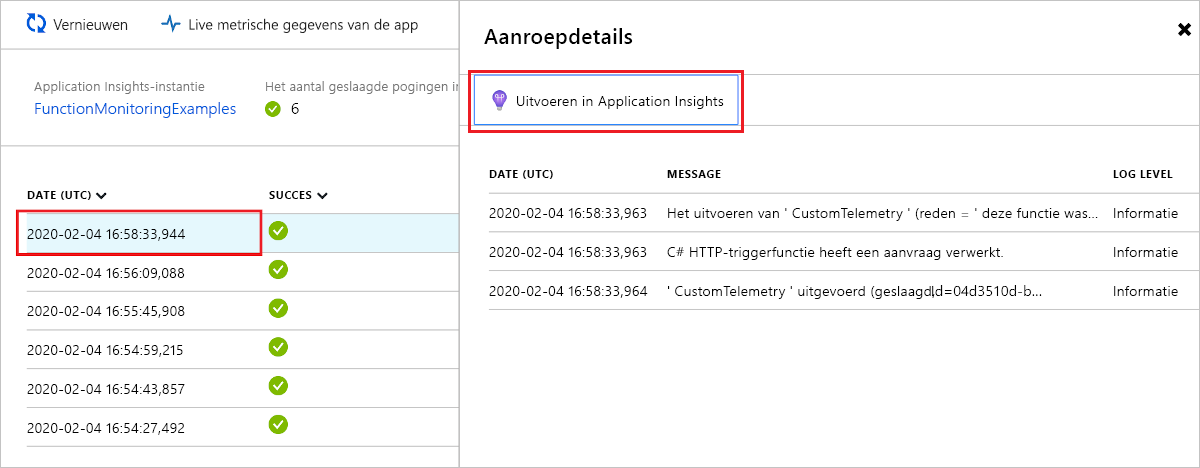 Vernieuwen
Live metrische gegevens van de app
Application Insights-instantie
Het aantal geslaagde pogingen in
FunctionMonitoringExamples
6
DATE (UTC)
SUCCES
2020-02-04 16:58:33,944
2020-02-04 16:56:09,088
2020-02-04 16:55:45,908
2020-02-04 16:54:59,215
2020-02-04 16:54:43,857
2020-02-04 16:54:27,492
Aanroepdetails
Uitvoeren in Application Insights
DATE (UTC)
MESSAGE
LOG LEVEL
2020-02-04 16:58:33,963
Het uitvoeren van ' CustomTelemetry ' (reden = ' deze functie was...
Informatie
2020-02-04 16:58:33,963
C# HTTP-triggerfunctie heeft een aanvraag verwerkt.
Informatie
2020-02-04 16:58:33,964
' CustomTelemetry ' uitgevoerd (geslaagd,Id=04d3510d-b...
Informatie